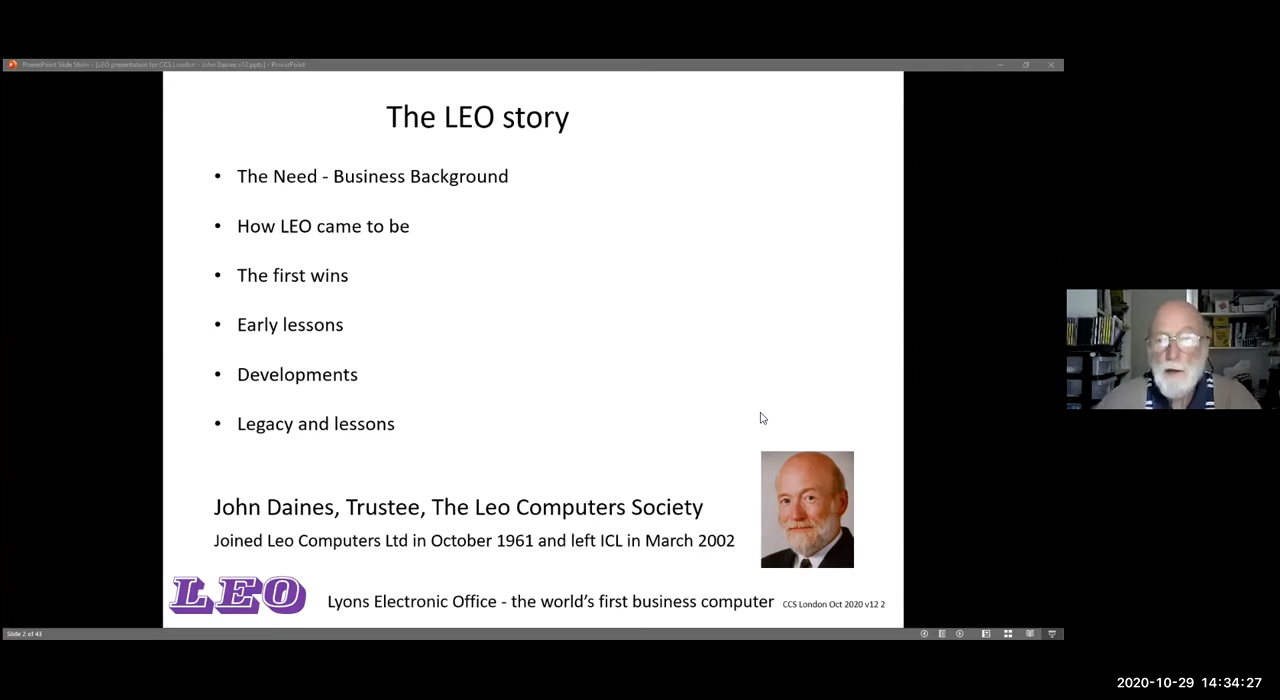 PowerPoint Slide Show - [LEO presentation for CCS London - John Daines v12.pptx] - PowerPoint
The LEO story
• The Need - Business Background
• How LEO came to be
• The first wins
• Early lessons
• Developments
• Legacy and lessons
John Daines, Trustee, The Leo Computers Society
Joined Leo Computers Ltd in October 1961 and left ICL in March 2002
LEO
Lyons Electronic Office - the world's first business computer
CCS London Oct 2020 v12 2
Slide 2 of 43
2020-10-29 14:34:27